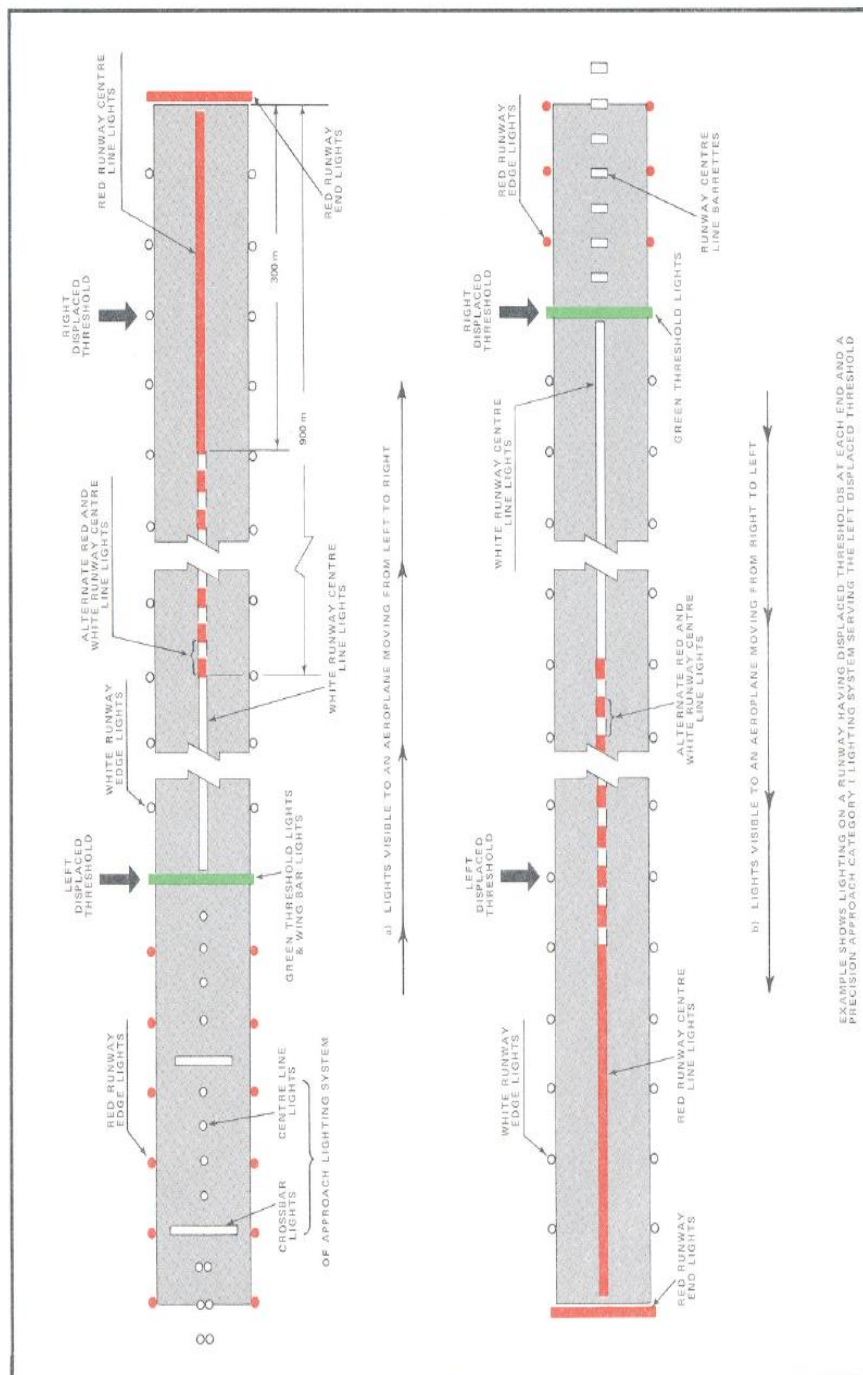 RED RUNWAY CENTRE
LINE LIGHTS
RIGHT
DISPLACED
THRESHOLD
300 m
900 m
RED RUNWAY
END LIGHTS
ALTERNATE RED AND
WHITE RUNWAY CENTRE
LINE LIGHTS
WHITE RUNWAY CENTRE
LINE LIGHTS
WHITE RUNWAY
EDGE LIGHTS
LEFT
DISPLACED
THRESHOLD
GREEN THRESHOLD LIGHTS
& WING BAR LIGHTS
RED RUNWAY
EDGE LIGHTS
CENTRE LINE
LIGHTS
CROSSBAR
LIGHTS
OF APPROACH LIGHTING SYSTEM
a) LIGHTS VISIBLE TO AN AEROPLANE MOVING FROM LEFT TO RIGHT
RED RUNWAY
EDGE LIGHTS
RUNWAY CENTRE
LINE BARRETTES
RIGHT
DISPLACED
THRESHOLD
GREEN THRESHOLD LIGHTS
WHITE RUNWAY CENTRE
LINE LIGHTS
ALTERNATE RED AND
WHITE RUNWAY CENTRE
LINE LIGHTS
LEFT
DISPLACED
THRESHOLD
WHITE RUNWAY
EDGE LIGHTS
RED RUNWAY CENTRE
LINE LIGHTS
RED RUNWAY
END LIGHTS
b) LIGHTS VISIBLE TO AN AEROPLANE MOVING FROM RIGHT TO LEFT
EXAMPLE SHOWS LIGHTING ON A RUNWAY HAVING DISPLACED THRESHOLDS AT EACH END AND A
PRECISION APPROACH CATEGORY I LIGHTING SYSTEM SERVING THE LEFT DISPLACED THRESHOLD